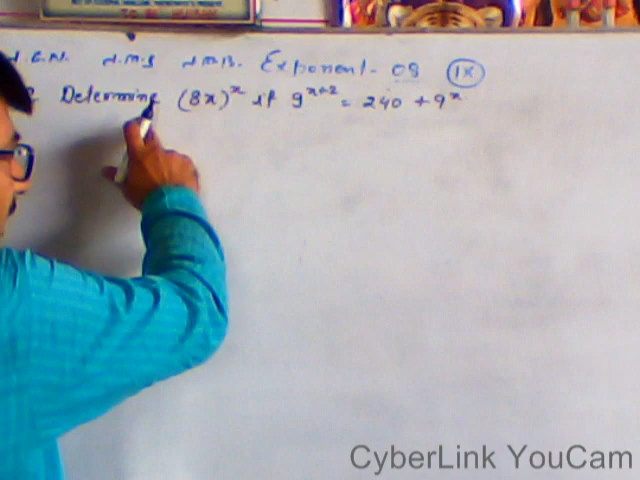 N.M.S N.M.B. Exponent - 08 IX
Determine (8x)^x if 9^{x+2} = 240 + 9^x
CyberLink YouCam